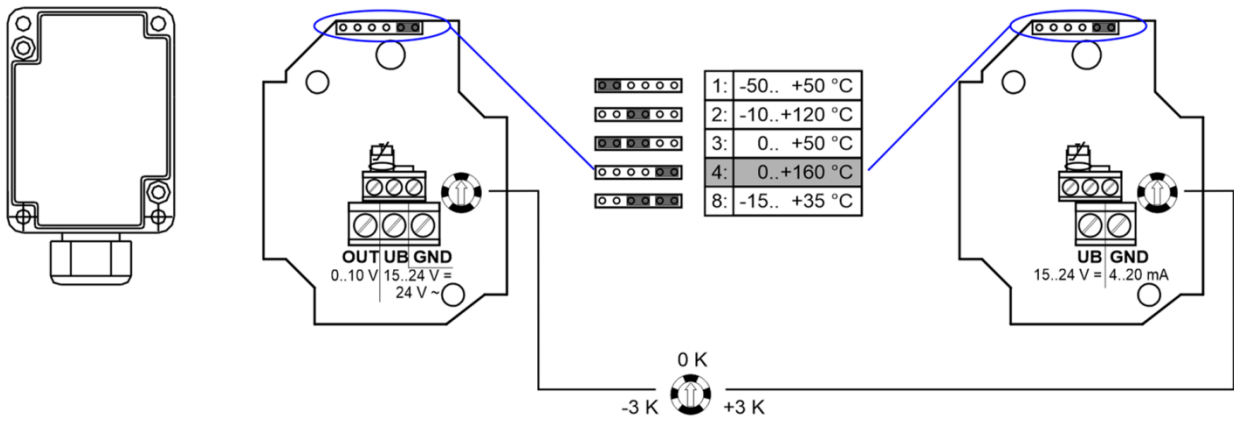 1: -50.. +50 °C
2: -10..+120 °C
3: 0.. +50 °C
4: 0..+160 °C
8: -15.. +35 °C
OUT UB GND
0..10 V 15..24 V =
24 V ~
UB GND
15..24 V = 4..20 mA
0 K
-3 K +3 K